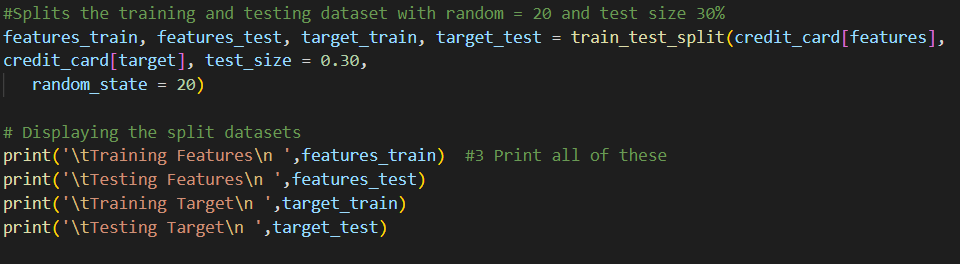 #Splits the training and testing dataset with random = 20 and test size 30%
features_train, features_test, target_train, target_test = train_test_split(credit_card[features],
credit_card[target], test_size = 0.30,
    random_state = 20)

# Displaying the split datasets
print('\tTraining Features\n ',features_train)  #3 Print all of these
print('\tTesting Features\n ',features_test)
print('\tTraining Target\n ',target_train)
print('\tTesting Target\n ',target_test)